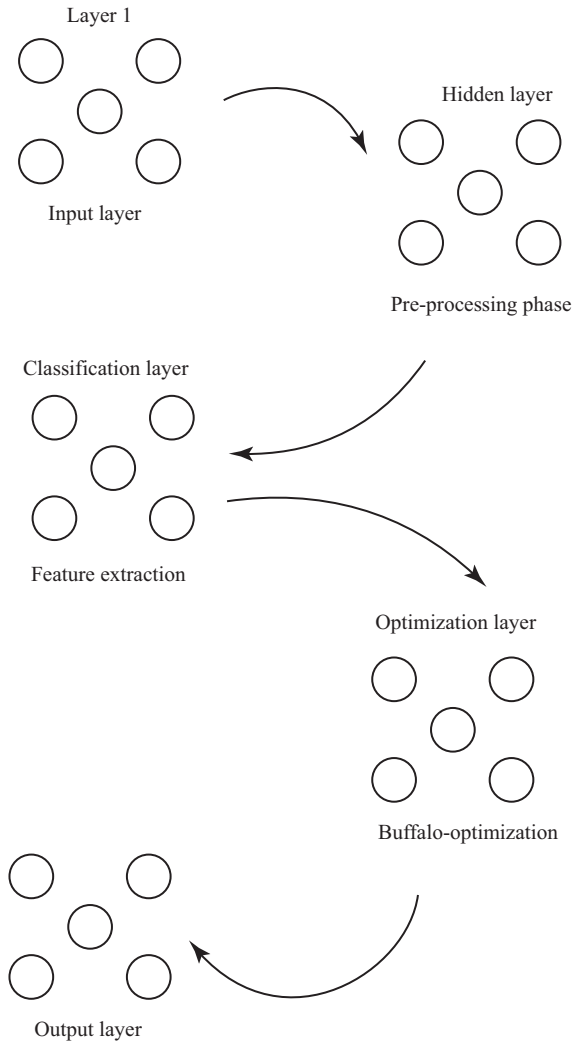 Layer 1
Input layer
Hidden layer
Pre-processing phase
Classification layer
Feature extraction
Optimization layer
Buffalo-optimization
Output layer